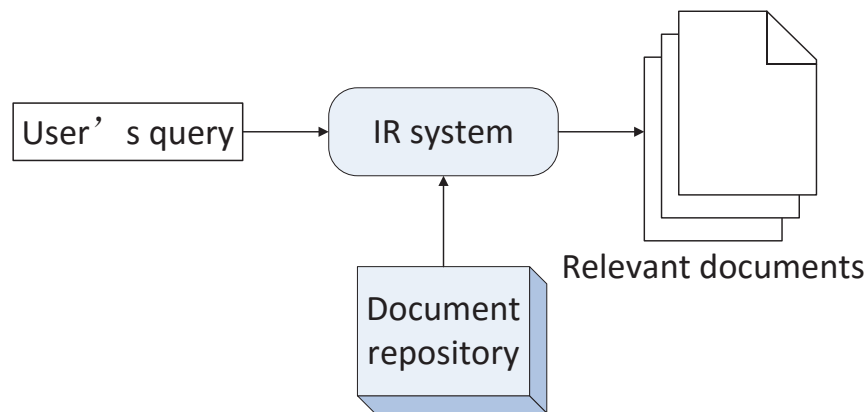 User’s query
IR system
Relevant documents
Document
repository